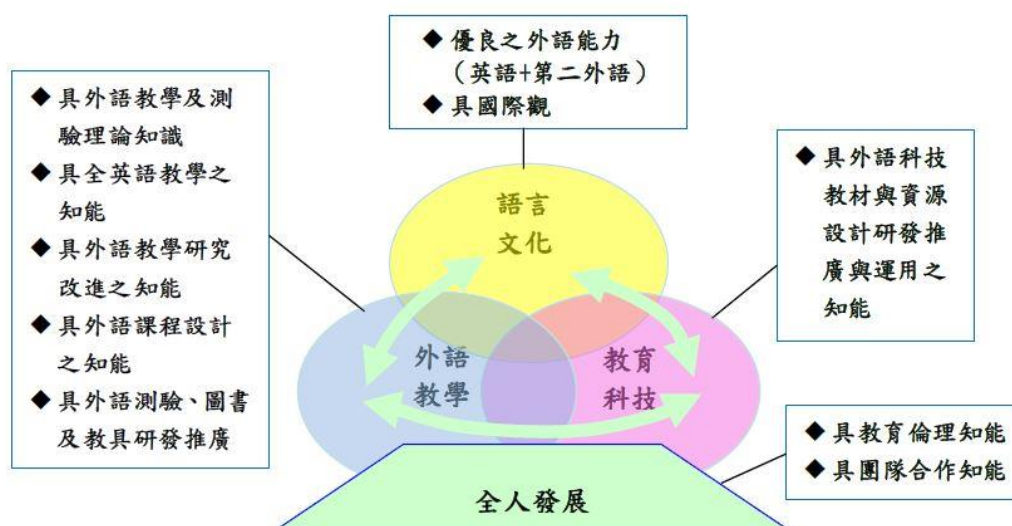 ◆ 優良之外語能力
（英語+第二外語）
◆ 具國際觀
◆ 具外語教學及測
驗理論知識
◆ 具全英語教學之
知能
◆ 具外語教學研究
改進之知能
◆ 具外語課程設計
之知能
◆ 具外語測驗、圖書
及教具研發推廣
◆ 具外語科技
教材與資源
設計研發推
廣與運用之
知能
語言
文化
外語
教學
教育
科技
◆ 具教育倫理知能
◆ 具團隊合作知能
全人發展